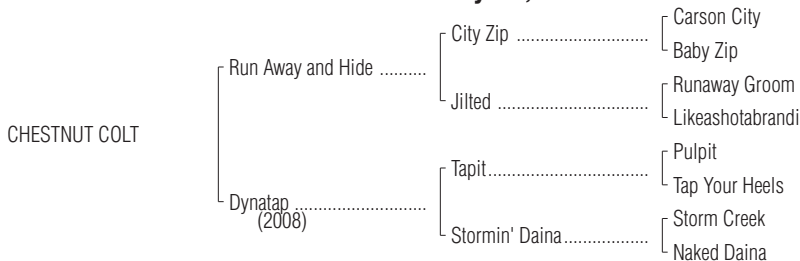 Carson City
City Zip ............................
Baby Zip
Run Away and Hide ..........
Runaway Groom
Jilted ................................
Likeashotabrandi
CHESTNUT COLT
Pulpit
Tapit..................................
Tap Your Heels
Dynatap ............................
(2008)
Storm Creek
Stormin' Daina..................
Naked Daina